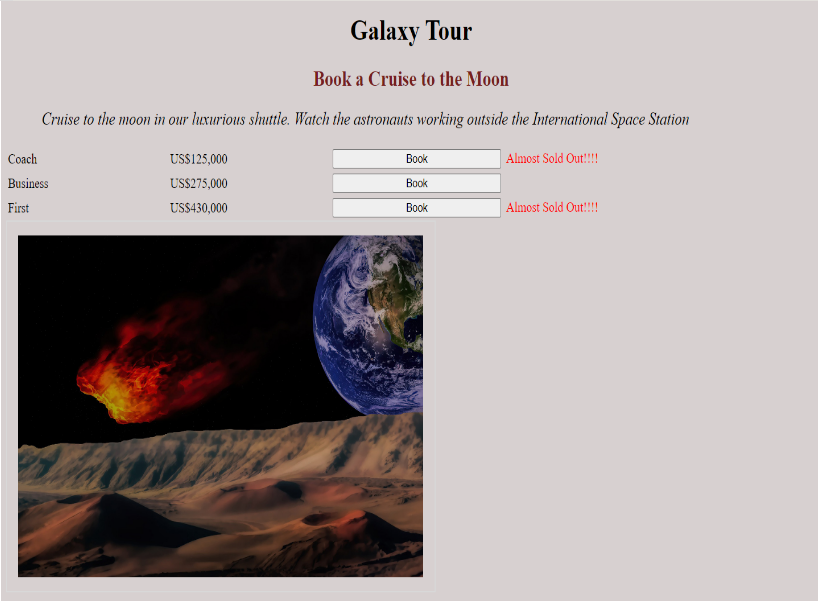 Galaxy Tour
Book a Cruise to the Moon
Cruise to the moon in our luxurious shuttle. Watch the astronauts working outside the International Space Station
Coach US$125,000 Book Almost Sold Out!!!!
Business US$275,000 Book
First US$430,000 Book Almost Sold Out!!!!